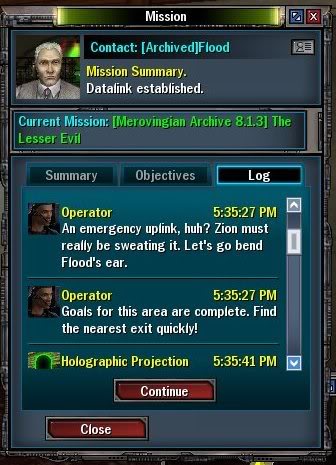 Mission
Contact: [Archived]Flood
Mission Summary.
Datalink established.
Current Mission: [Merovingian Archive 8.1.3] The
Lesser Evil
Summary
Objectives
Log
Operator 5:35:27 PM
An emergency uplink, huh? Zion must
really be sweating it. Let's go bend
Flood's ear.
Operator 5:35:27 PM
Goals for this area are complete. Find
the nearest exit quickly!
Holographic Projection 5:35:41 PM
Continue
Close